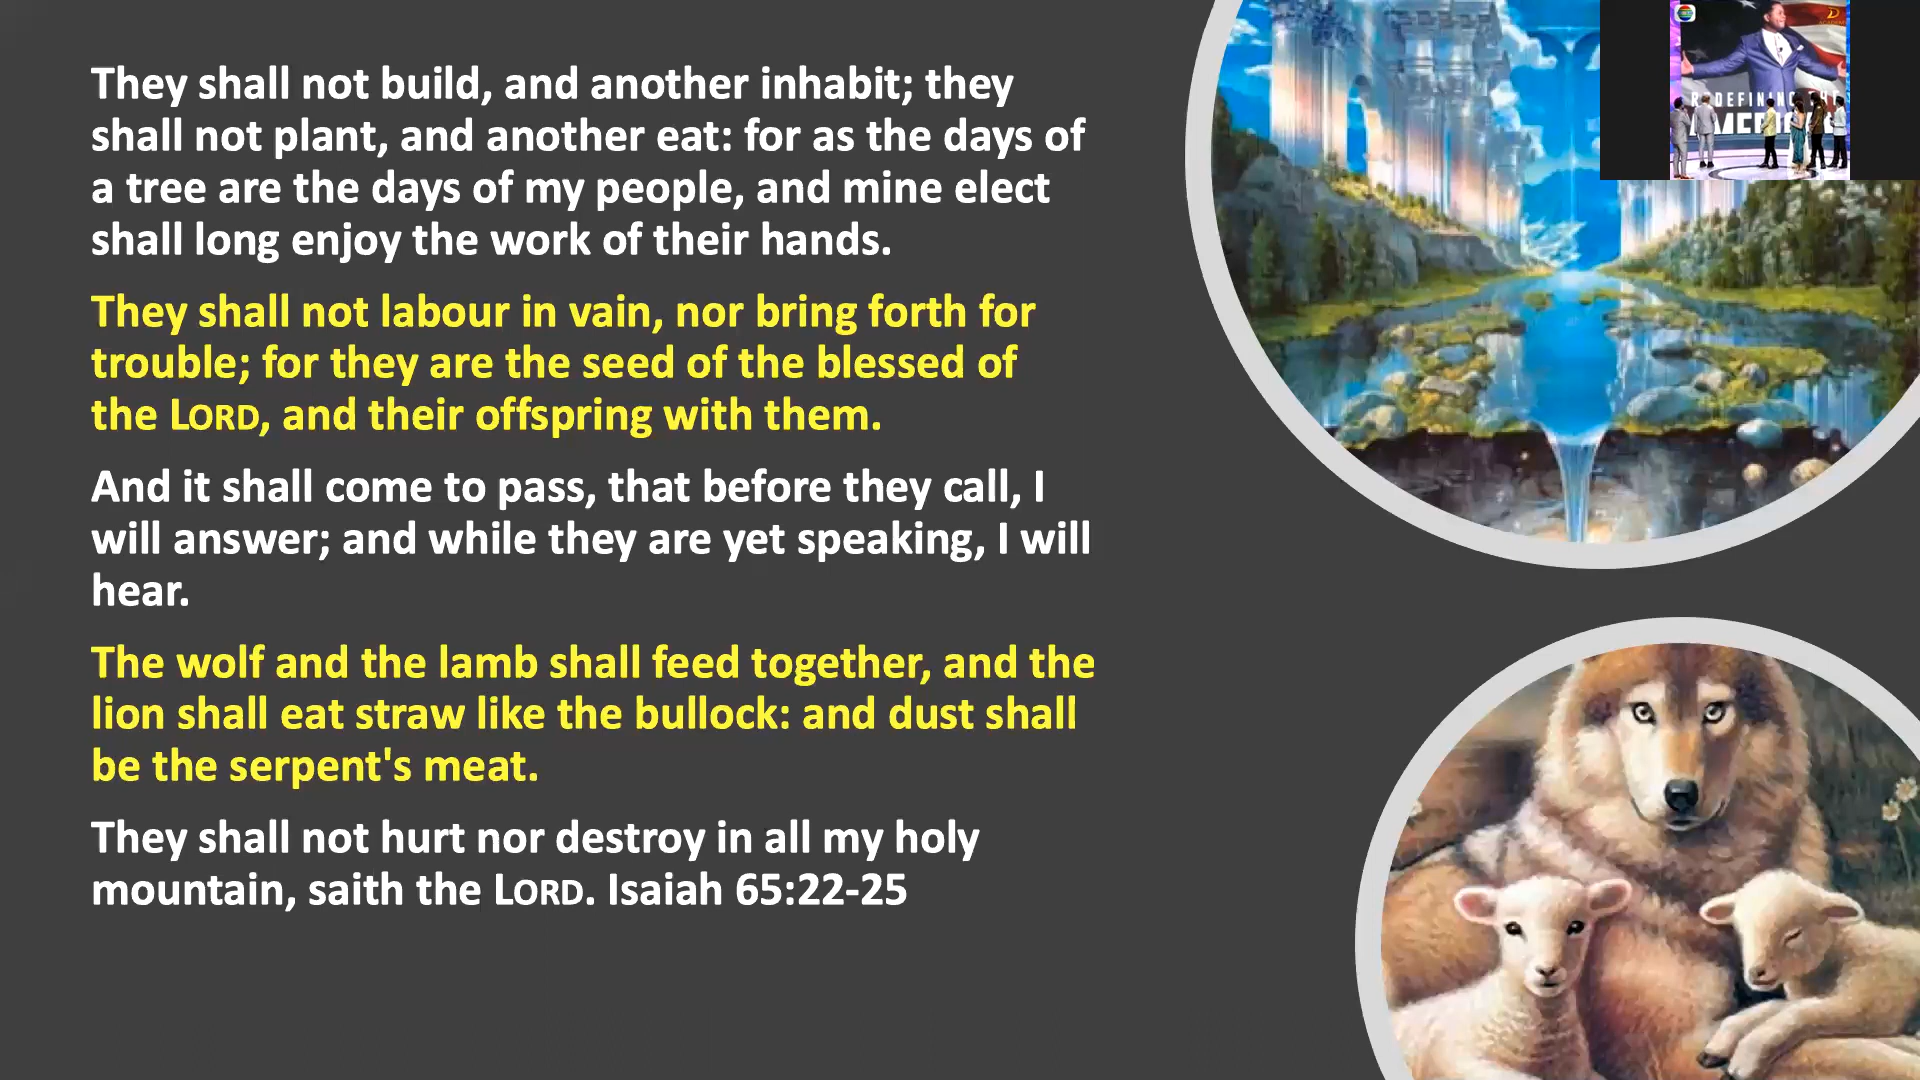 They shall not build, and another inhabit; they
shall not plant, and another eat: for as the days of
a tree are the days of my people, and mine elect
shall long enjoy the work of their hands.
They shall not labour in vain, nor bring forth for
trouble; for they are the seed of the blessed of
the LORD, and their offspring with them.
And it shall come to pass, that before they call, I
will answer; and while they are yet speaking, I will
hear.
The wolf and the lamb shall feed together, and the
lion shall eat straw like the bullock: and dust shall
be the serpent's meat.
They shall not hurt nor destroy in all my holy
mountain, saith the LORD. Isaiah 65:22-25
REDEFINING THE